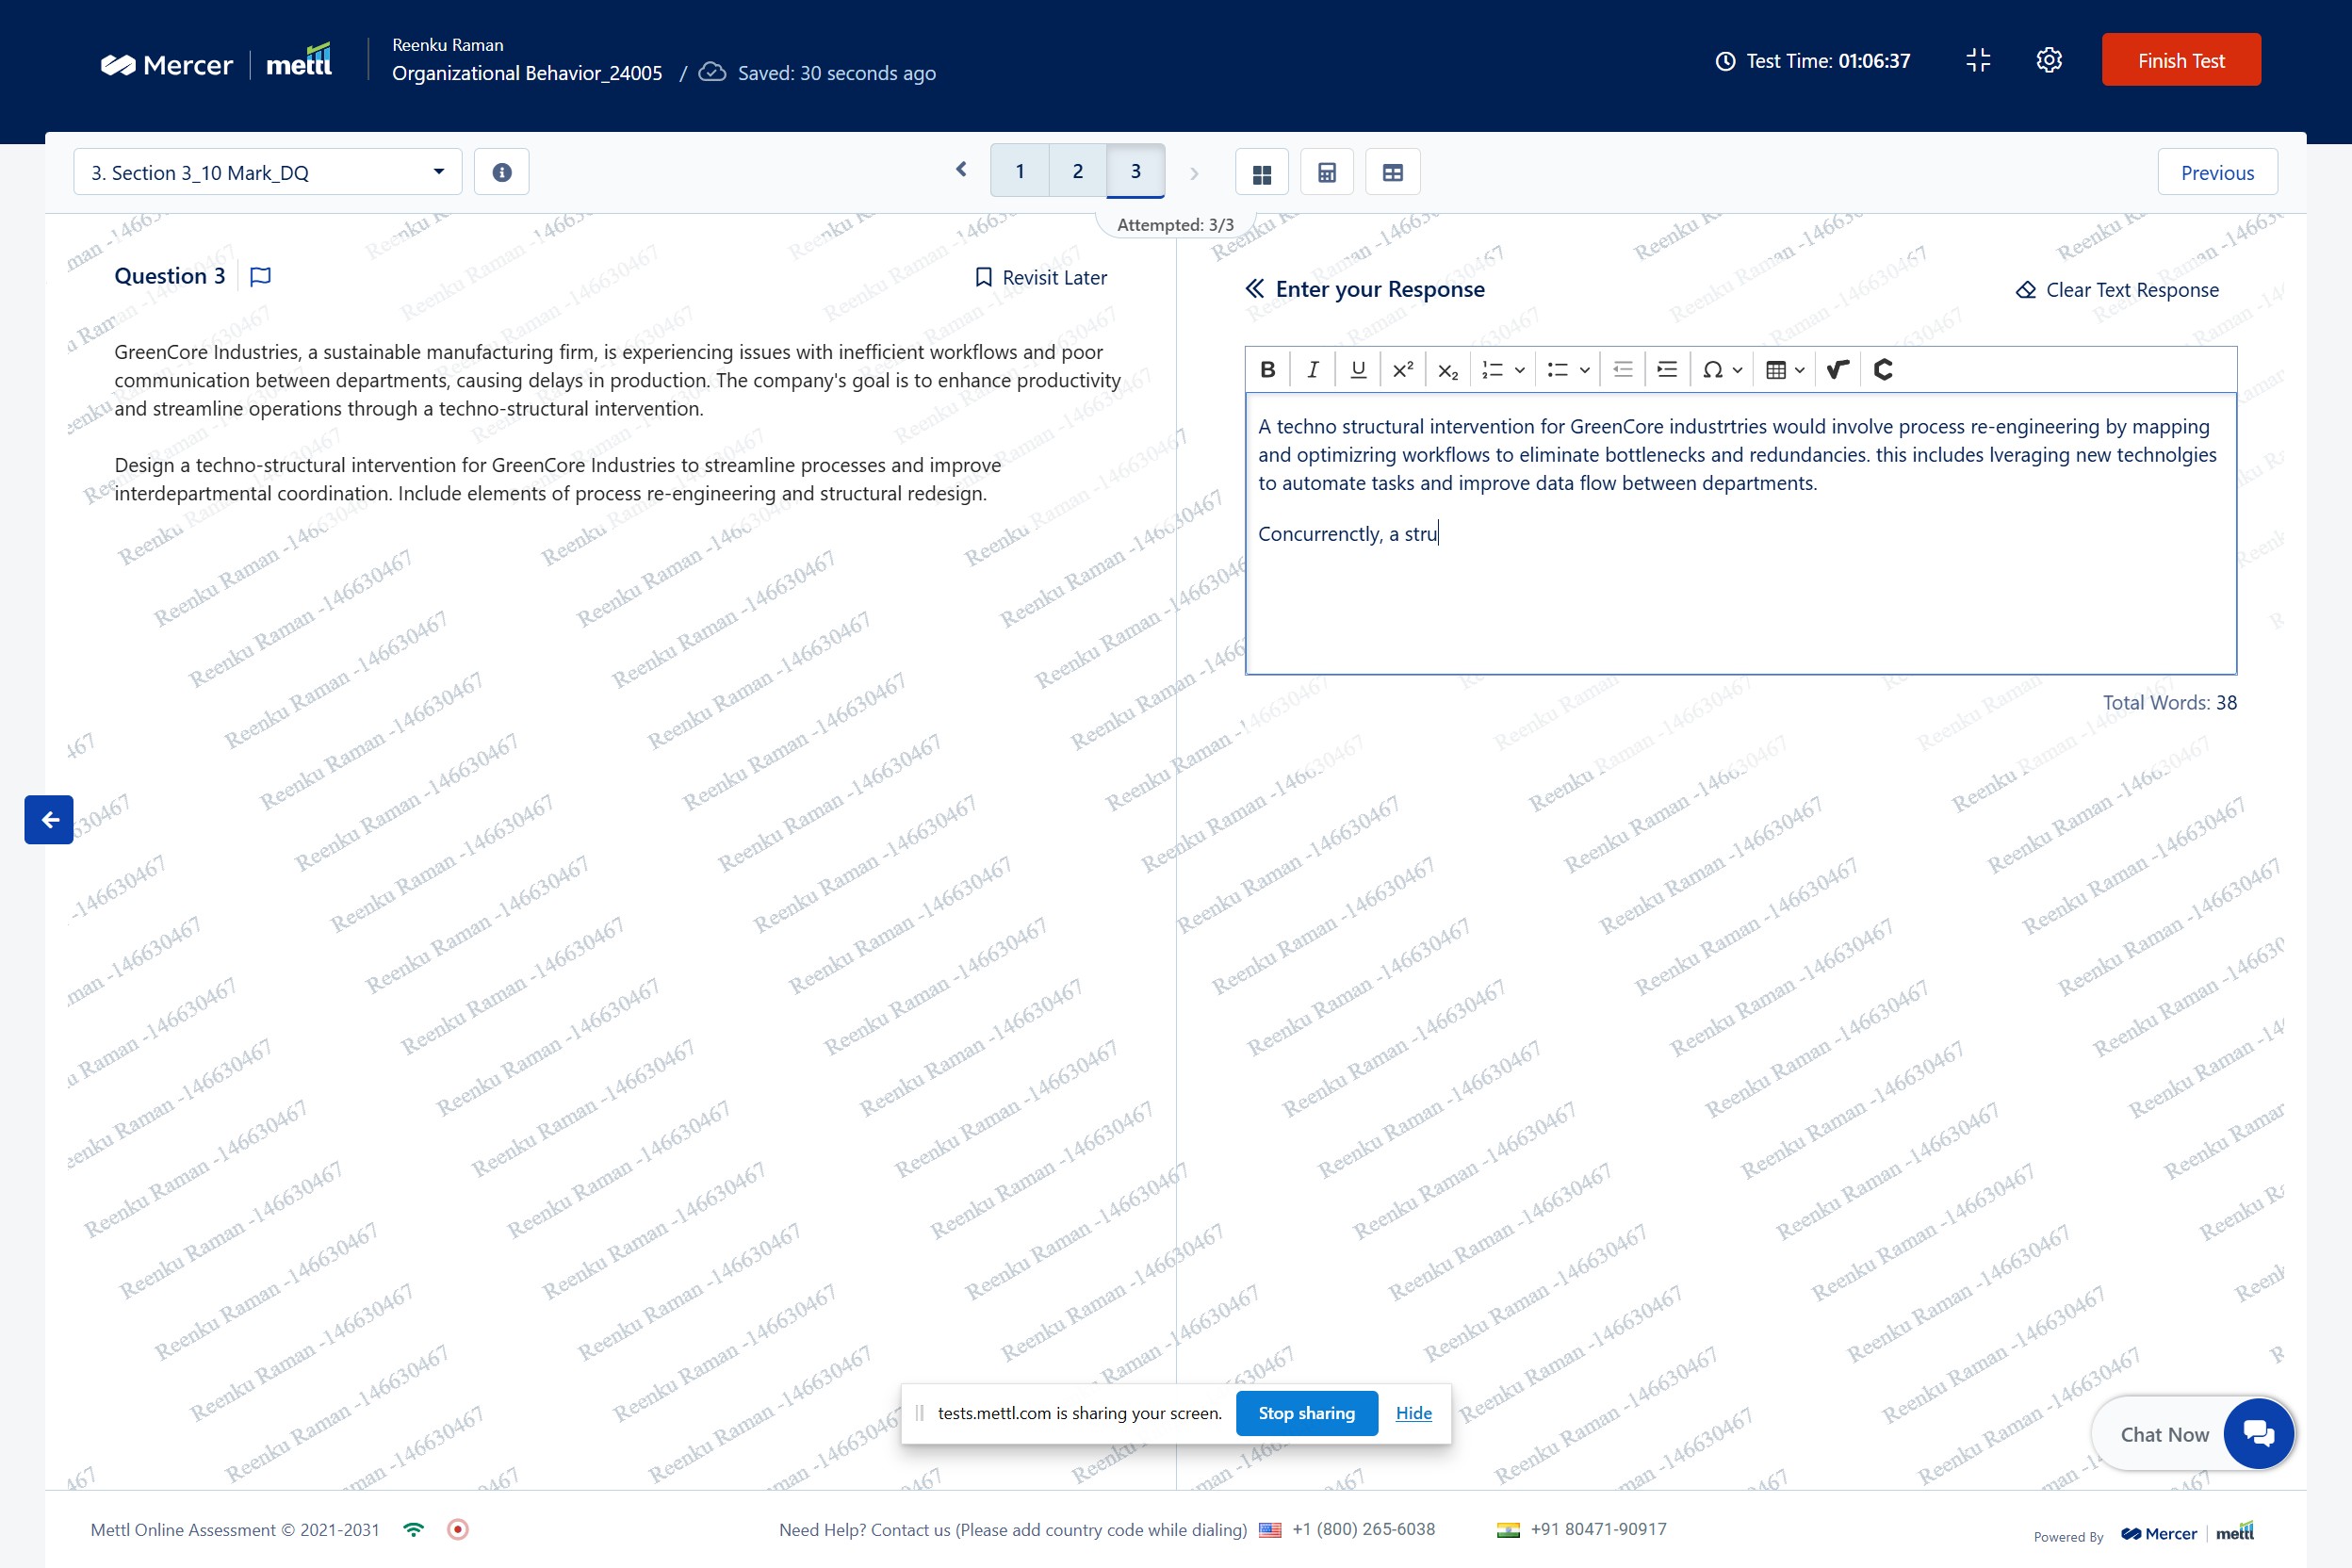 Mercer | mettl
Reenku Raman
Organizational Behavior_24005 / Saved: 30 seconds ago
Test Time: 01:06:37
Finish Test
3. Section 3_10 Mark_DQ
1 2 3
Previous
Attempted: 3/3
Question 3
Revisit Later
GreenCore Industries, a sustainable manufacturing firm, is experiencing issues with inefficient workflows and poor
communication between departments, causing delays in production. The company's goal is to enhance productivity
and streamline operations through a techno-structural intervention.
Design a techno-structural intervention for GreenCore Industries to streamline processes and improve
interdepartmental coordination. Include elements of process re-engineering and structural redesign.
Enter your Response
Clear Text Response
A techno structural intervention for GreenCore industrtries would involve process re-engineering by mapping
and optimizring workflows to eliminate bottlenecks and redundancies. this includes lveraging new technolgies
to automate tasks and improve data flow between departments.
Concurrenctly, a stru
Total Words: 38
Reenku Raman -146630467
tests.mettl.com is sharing your screen.
Stop sharing
Hide
Chat Now
Mettl Online Assessment © 2021-2031
Need Help? Contact us (Please add country code while dialing) +1 (800) 265-6038 +91 80471-90917
Powered By Mercer | mettl